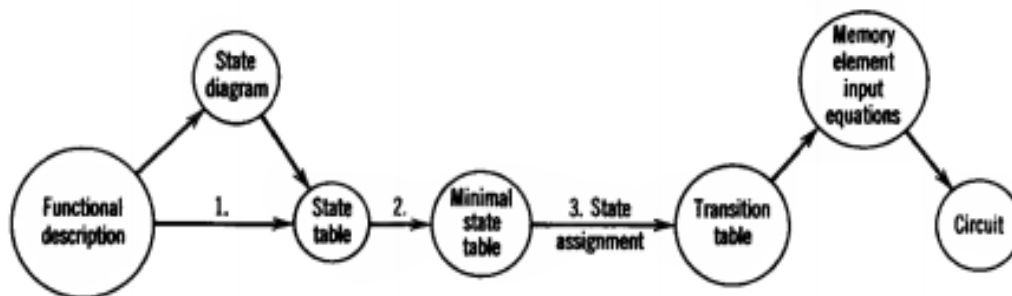 State
diagram
Functional
description
1.
State
table
2.
Minimal
state
table
3. State
assignment
Transition
table
Memory
element
input
equations
Circuit